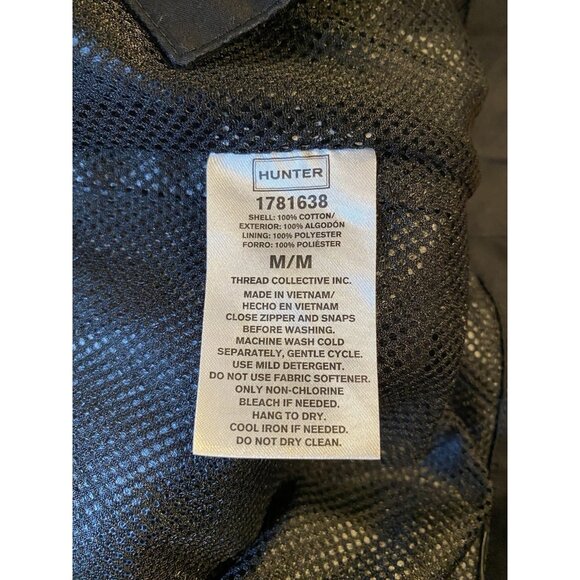 HUNTER
1781638
SHELL: 100% COTTON/
EXTERIOR: 100% ALGODÓN
LINING: 100% POLYESTER
FORRO: 100% POLIÉSTER
M/M
THREAD COLLECTIVE INC.
MADE IN VIETNAM/
HECHO EN VIETNAM
CLOSE ZIPPER AND SNAPS
BEFORE WASHING.
MACHINE WASH COLD
SEPARATELY, GENTLE CYCLE.
USE MILD DETERGENT.
DO NOT USE FABRIC SOFTENER.
ONLY NON-CHLORINE
BLEACH IF NEEDED.
HANG TO DRY.
COOL IRON IF NEEDED.
DO NOT DRY CLEAN.